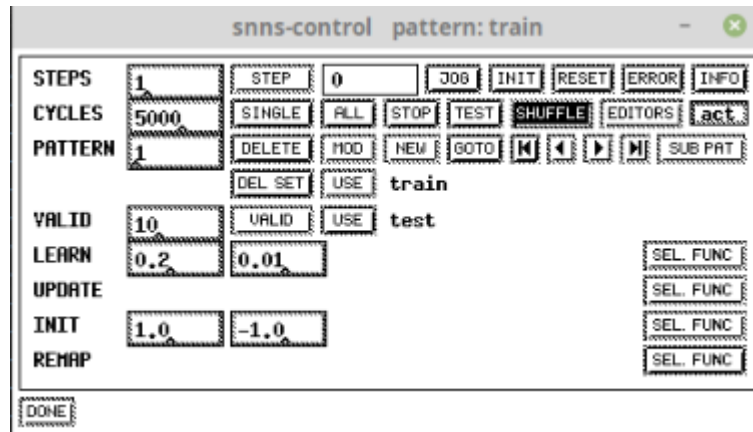 snns-control pattern: train
STEPS 1 STEP 0 JOG INIT RESET ERROR INFO
CYCLES 5000 SINGLE ALL STOP TEST SHUFFLE EDITORS act
PATTERN 1 DELETE MOD NEW GOTO SUB PAT
DEL SET USE train
VALID 10 VALID USE test
LEARN 0.2 0.01 SEL. FUNC
UPDATE SEL. FUNC
INIT 1.0 -1.0 SEL. FUNC
REMAP SEL. FUNC
DONE